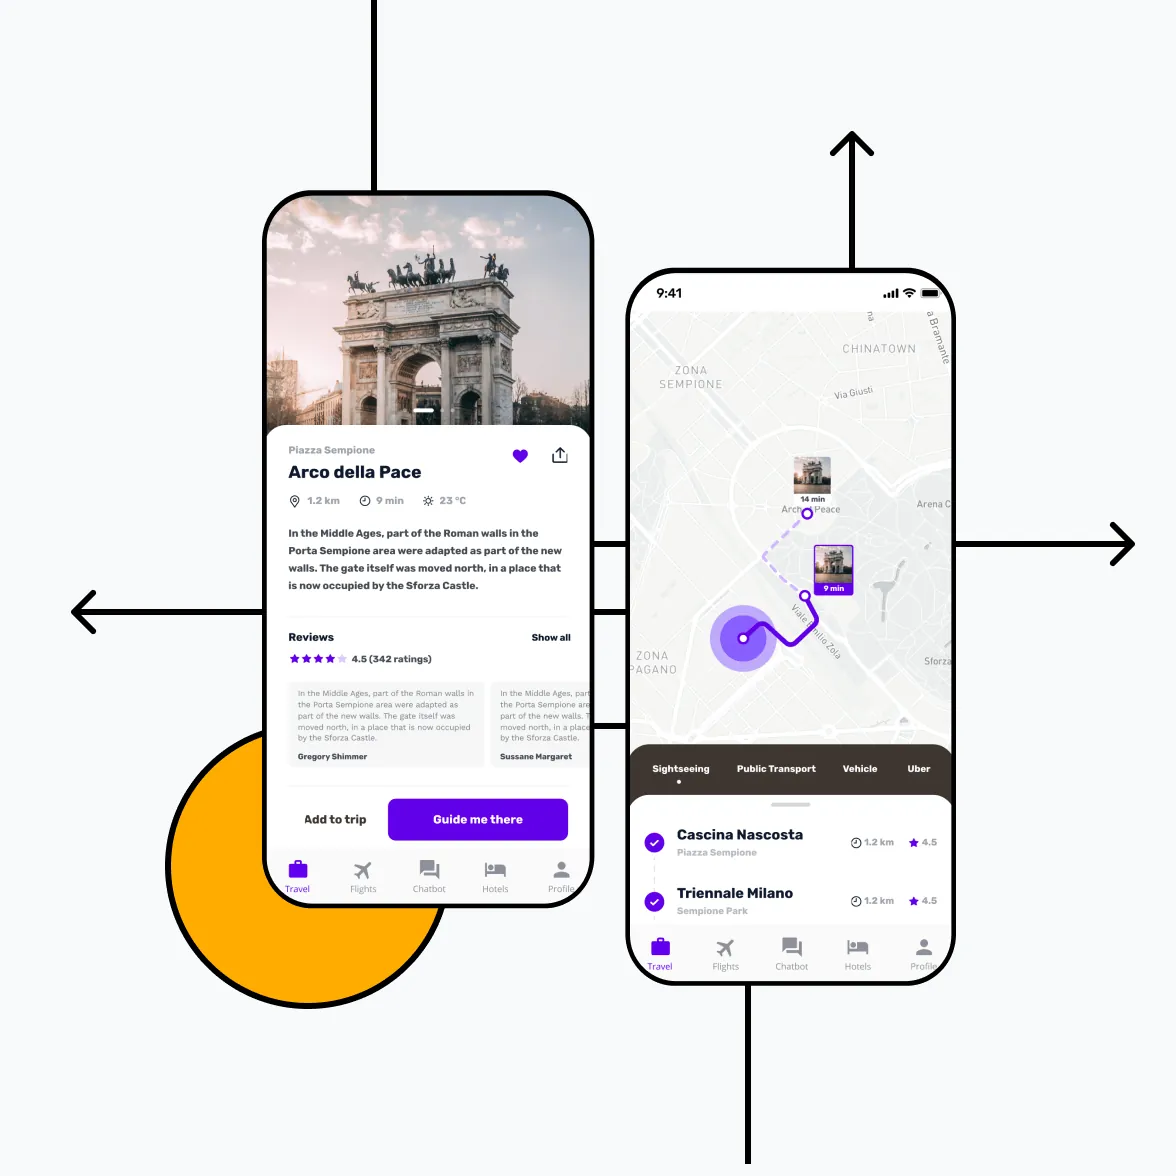 Piazza Sempione
Arco della Pace
1.2 km 9 min 23 °C
In the Middle Ages, part of the Roman walls in the
Porta Sempione area were adapted as part of the new
walls. The gate itself was moved north, in a place that
is now occupied by the Sforza Castle.
Reviews Show all
4.5 (342 ratings)
In the Middle Ages, part of the Roman walls in
the Porta Sempione area were adapted as
part of the new walls. The gate itself was
moved north, in a place that is now occupied
by the Sforza Castle.
Gregory Shimmer
In the Middle Ages, part
the Porta Sempione are
part of the new walls. T
moved north, in a place
by the Sforza Castle.
Sussane Margaret
Add to trip Guide me there
Travel Flights Chatbot Hotels Profile
9:41
na
a Bramante
CHINATOWN
ZONA
SEMPIONE
Via Giusti
14 min
Arch Peace
Arena C
9 min
Viale Emilio Zola
ZONA
PAGANO
Sforza
Sightseeing Public Transport Vehicle Uber
Cascina Nascosta
Piazza Sempione
1.2 km 4.5
Triennale Milano
Sempione Park
1.2 km 4.5
Travel Flights Chatbot Hotels Profile